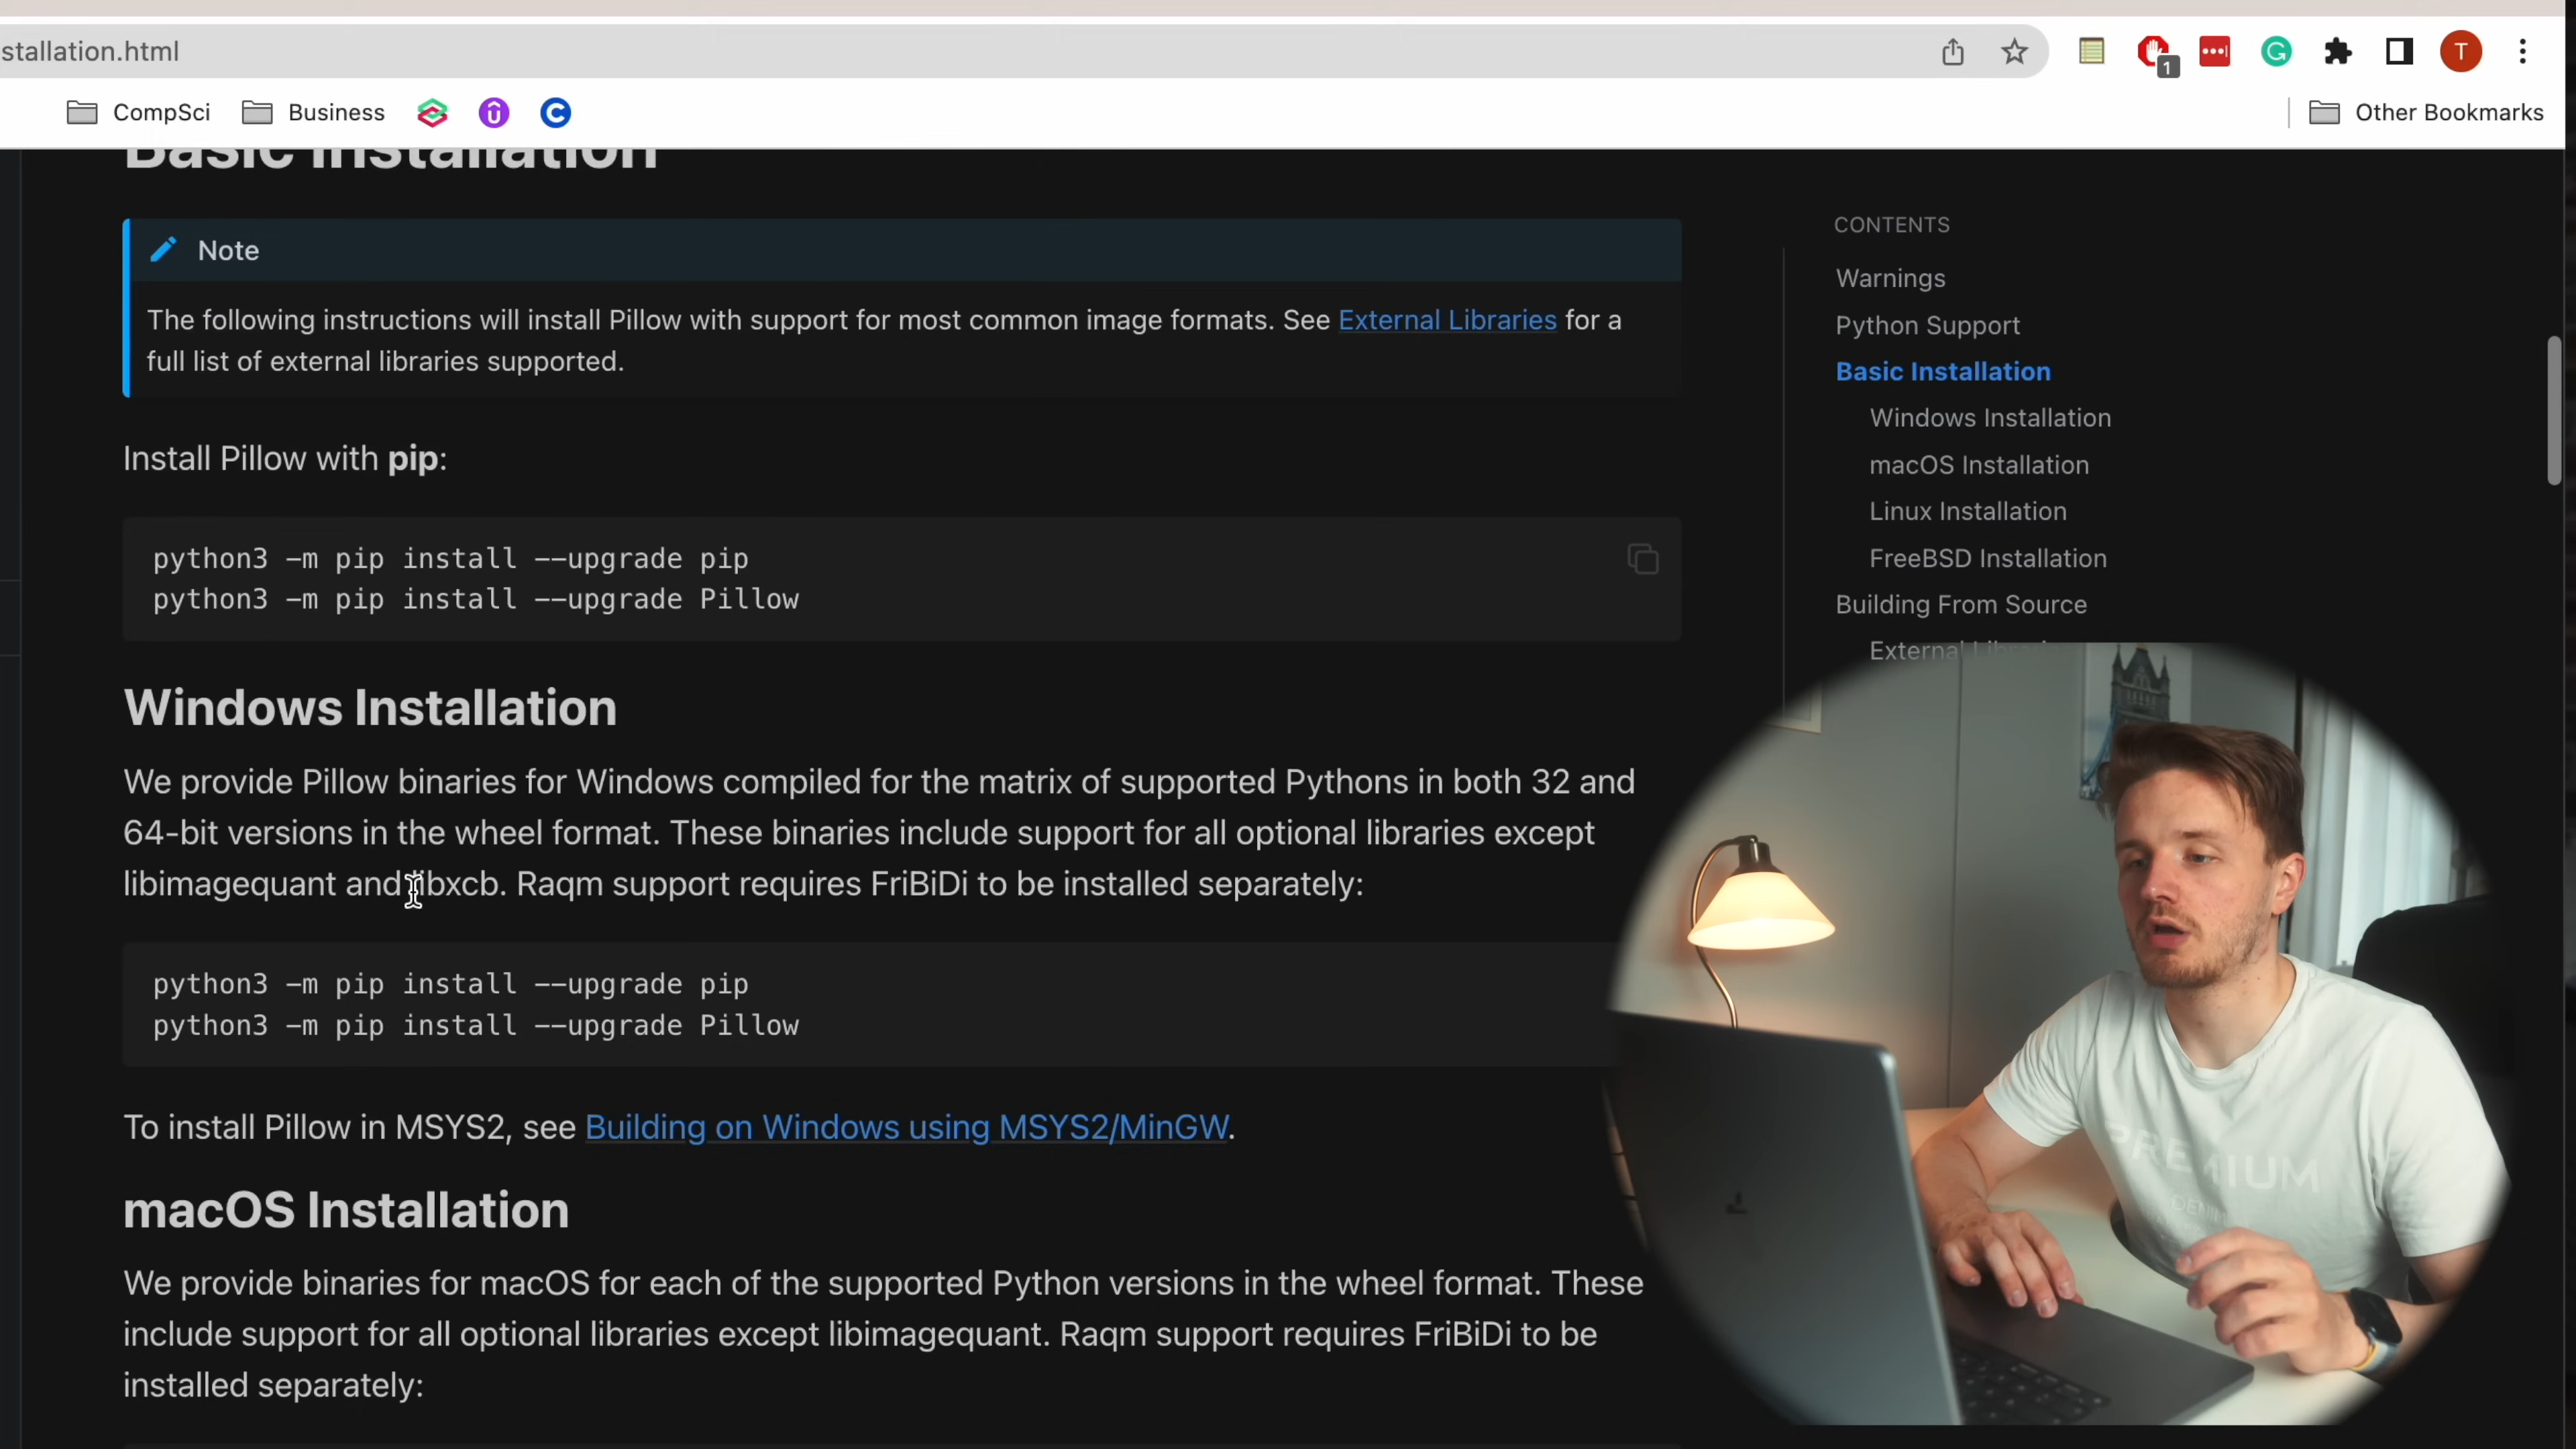 stallation.html
1
T
CompSci
Business
Other Bookmarks
Basic Installation
Note
The following instructions will install Pillow with support for most common image formats. See External Libraries for a
full list of external libraries supported.
Install Pillow with pip:
python3 -m pip install --upgrade pip
python3 -m pip install --upgrade Pillow
Windows Installation
We provide Pillow binaries for Windows compiled for the matrix of supported Pythons in both 32 and
64-bit versions in the wheel format. These binaries include support for all optional libraries except
libimagequant and libxcb. Raqm support requires FriBiDi to be installed separately:
python3 -m pip install --upgrade pip
python3 -m pip install --upgrade Pillow
To install Pillow in MSYS2, see Building on Windows using MSYS2/MinGW.
macOS Installation
We provide binaries for macOS for each of the supported Python versions in the wheel format. These
include support for all optional libraries except libimagequant. Raqm support requires FriBiDi to be
installed separately:
CONTENTS
Warnings
Python Support
Basic Installation
Windows Installation
macOS Installation
Linux Installation
FreeBSD Installation
Building From Source
External
PREMIUM
DENIM